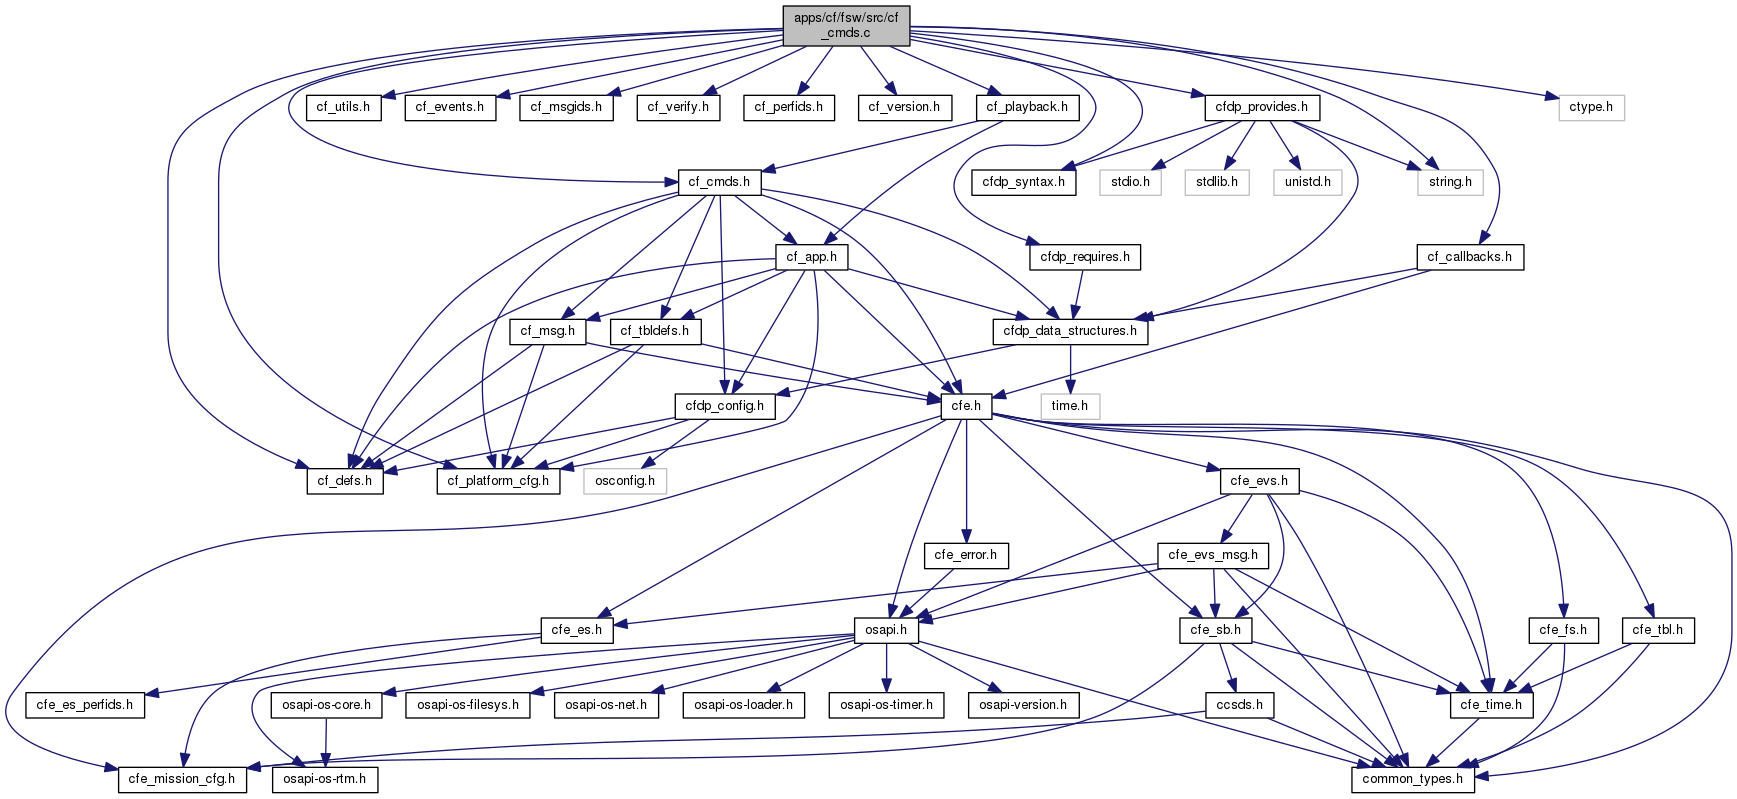 apps/cf/fsw/src/cf
_cmds.c
cf_utils.h
cf_events.h
cf_msgids.h
cf_verify.h
cf_perfids.h
cf_version.h
cf_playback.h
cfdp_provides.h
ctype.h
cf_cmds.h
cfdp_syntax.h
stdio.h
stdlib.h
unistd.h
string.h
cf_app.h
cfdp_requires.h
cf_callbacks.h
cf_msg.h
cf_tbldefs.h
cfdp_data_structures.h
cfdp_config.h
cfe.h
time.h
cf_defs.h
cf_platform_cfg.h
osconfig.h
cfe_evs.h
cfe_error.h
cfe_evs_msg.h
cfe_es.h
osapi.h
cfe_sb.h
cfe_fs.h
cfe_tbl.h
cfe_es_perfids.h
osapi-os-core.h
osapi-os-filesys.h
osapi-os-net.h
osapi-os-loader.h
osapi-os-timer.h
osapi-version.h
ccsds.h
cfe_time.h
cfe_mission_cfg.h
osapi-os-rtm.h
common_types.h